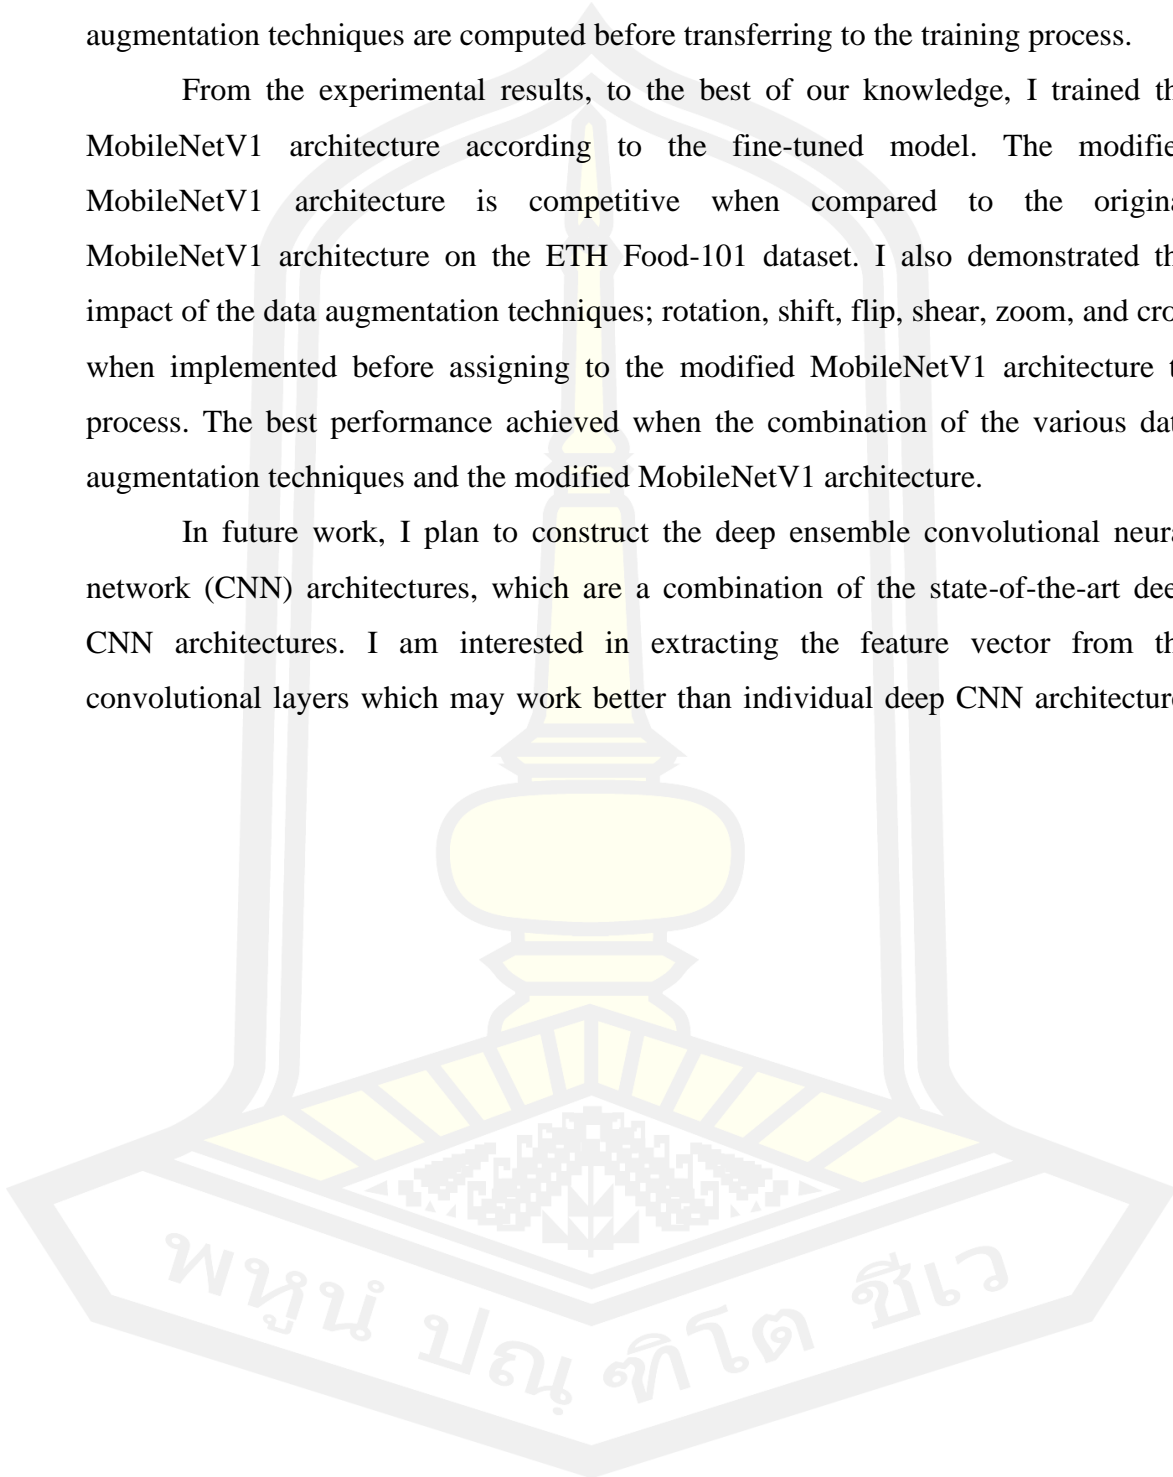 augmentation techniques are computed before transferring to the training process.
From the experimental results, to the best of our knowledge, I trained th
MobileNetV1 architecture according to the fine-tuned model. The modifie
MobileNetV1 architecture is competitive when compared to the origina
MobileNetV1 architecture on the ETH Food-101 dataset. I also demonstrated th
impact of the data augmentation techniques; rotation, shift, flip, shear, zoom, and cro
when implemented before assigning to the modified MobileNetV1 architecture t
process. The best performance achieved when the combination of the various dat
augmentation techniques and the modified MobileNetV1 architecture.
In future work, I plan to construct the deep ensemble convolutional neura
network (CNN) architectures, which are a combination of the state-of-the-art dee
CNN architectures. I am interested in extracting the feature vector from th
convolutional layers which may work better than individual deep CNN architecture
พหูนํ ปณฺฑิโต ชีเว